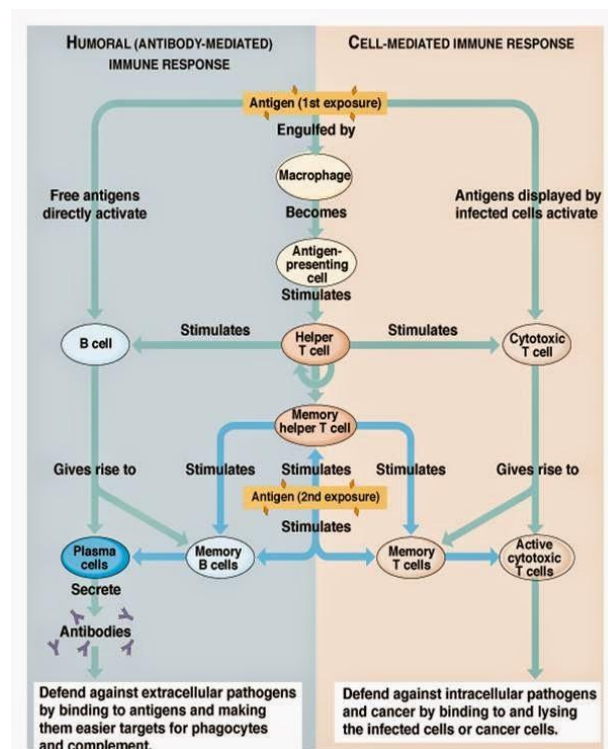 HUMORAL (ANTIBODY-MEDIATED)
IMMUNE RESPONSE
CELL-MEDIATED IMMUNE RESPONSE
Antigen (1st exposure)
Engulfed by
Macrophage
Free antigens
directly activate
Antigens displayed by
infected cells activate
Becomes
Antigen-
presenting
cell
Stimulates
B cell
Stimulates
Helper
T cell
Stimulates
Cytotoxic
T cell
Memory
helper T cell
Gives rise to
Stimulates
Stimulates
Stimulates
Gives rise to
Antigen (2nd exposure)
Stimulates
Plasma
cells
Memory
B cells
Memory
T cells
Active
cytotoxic
T cells
Secrete
Antibodies
Defend against extracellular pathogens
by binding to antigens and making
them easier targets for phagocytes
and complement.
Defend against intracellular pathogens
and cancer by binding to and lysing
the infected cells or cancer cells.